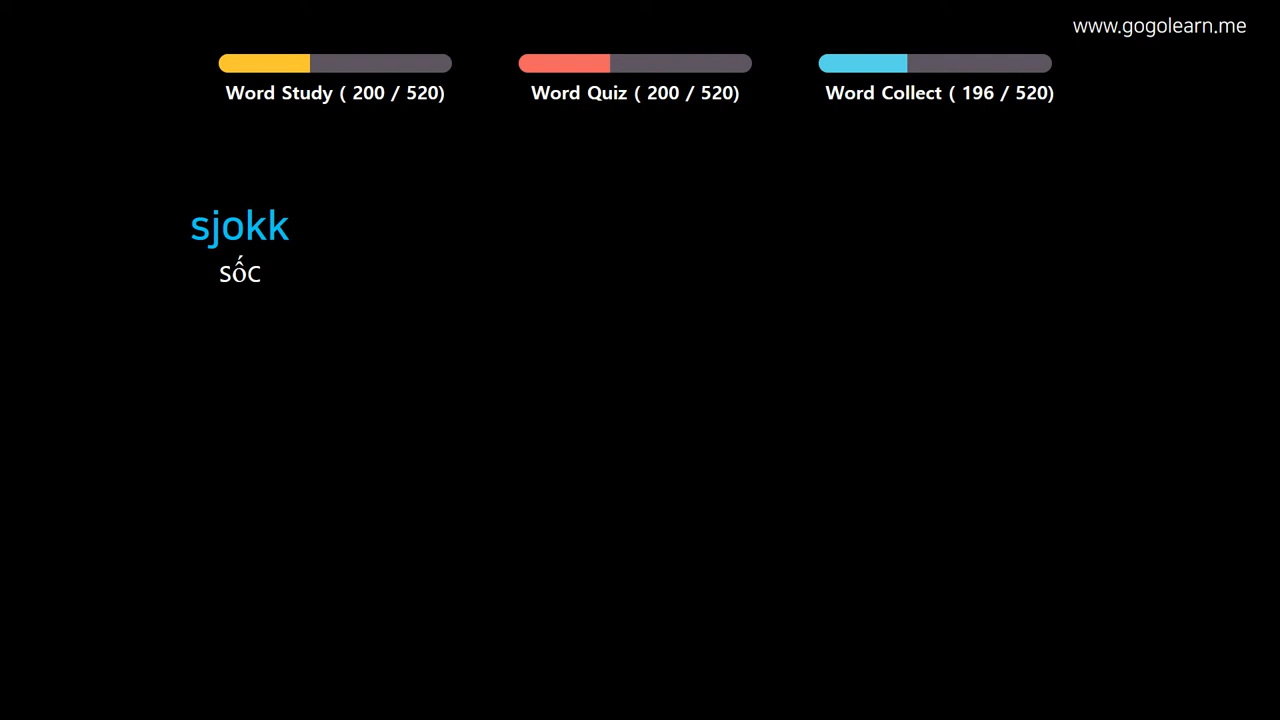 www.gogolearn.me
Word Study ( 200 / 520)
Word Quiz ( 200 / 520)
Word Collect ( 196 / 520)
sjokk
sốc